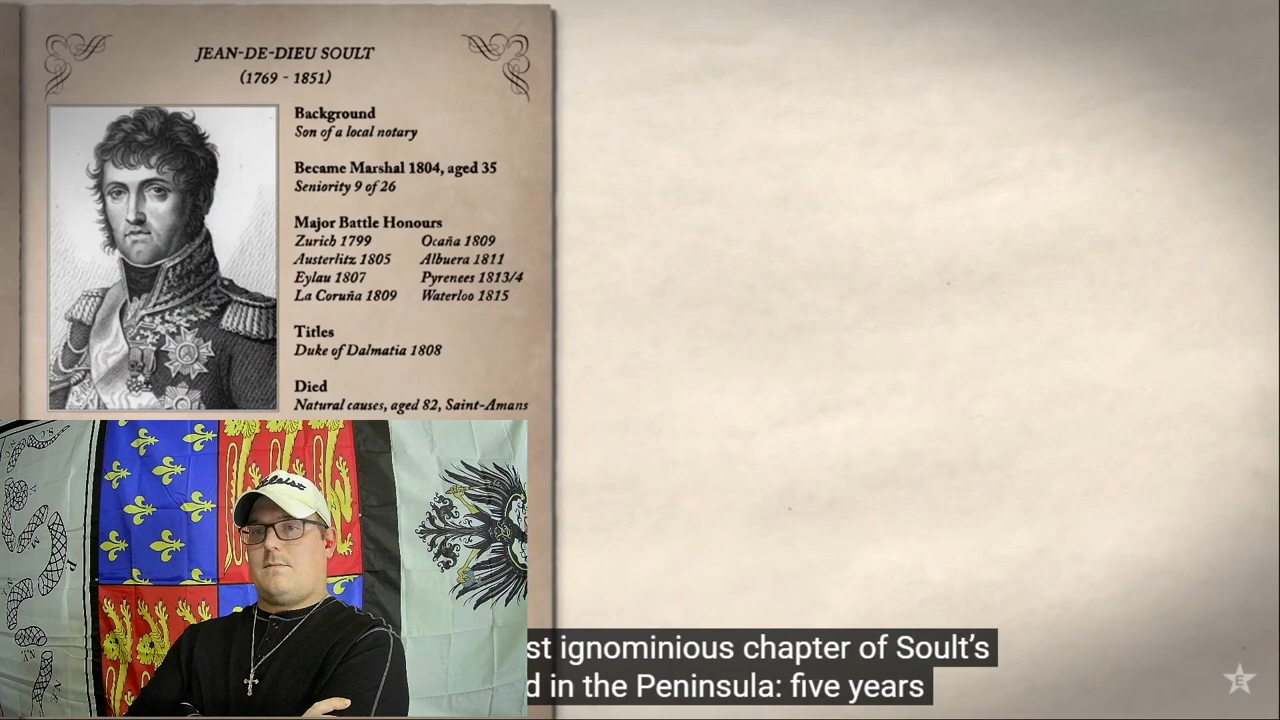 JEAN-DE-DIEU SOULT
(1769 - 1851)
Background
Son of a local notary
Became Marshal 1804, aged 35
Seniority 9 of 26
Major Battle Honours
Zurich 1799 Ocaña 1809
Austerlitz 1805 Albuera 1811
Eylau 1807 Pyrenees 1813/4
La Coruña 1809 Waterloo 1815
Titles
Duke of Dalmatia 1808
Died
Natural causes, aged 82, Saint-Amans
Titleist
st ignominious chapter of Soult's
d in the Peninsula: five years
E